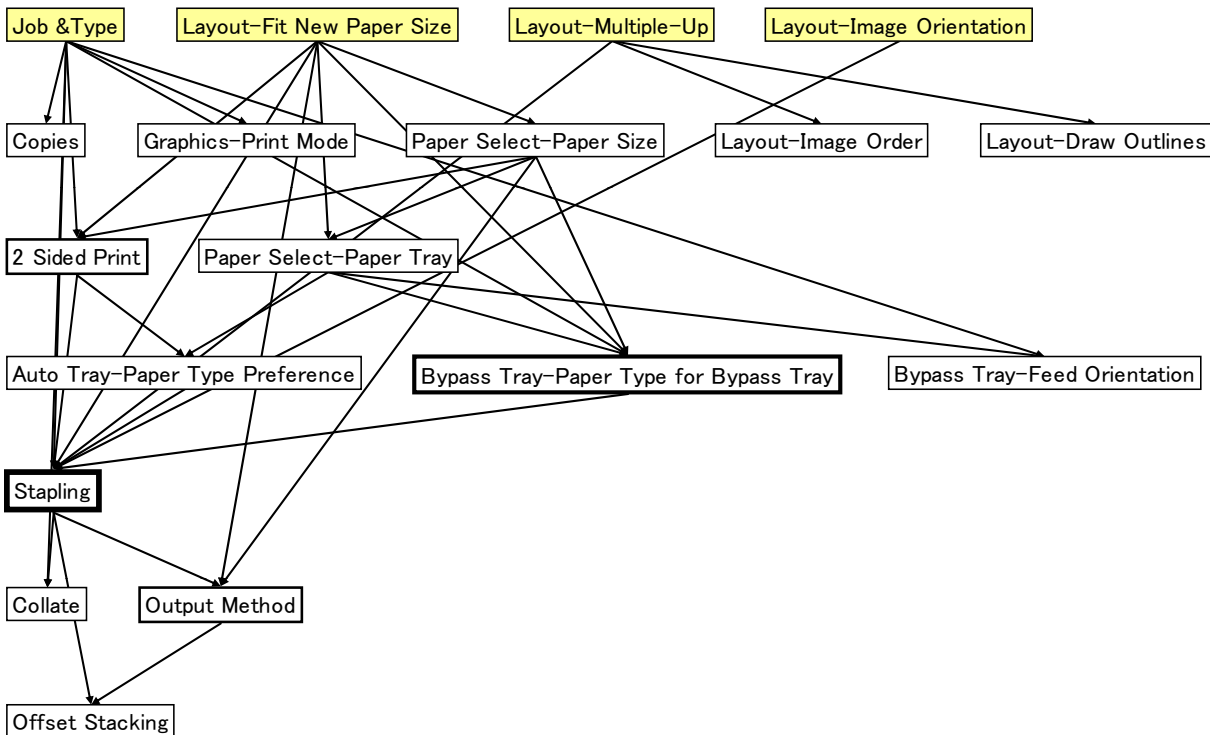 Job &Type
Layout-Fit New Paper Size
Layout-Multiple-Up
Layout-Image Orientation
Copies
Graphics-Print Mode
Paper Select-Paper Size
Layout-Image Order
Layout-Draw Outlines
2 Sided Print
Paper Select-Paper Tray
Auto Tray-Paper Type Preference
Bypass Tray-Paper Type for Bypass Tray
Bypass Tray-Feed Orientation
Stapling
Collate
Output Method
Offset Stacking